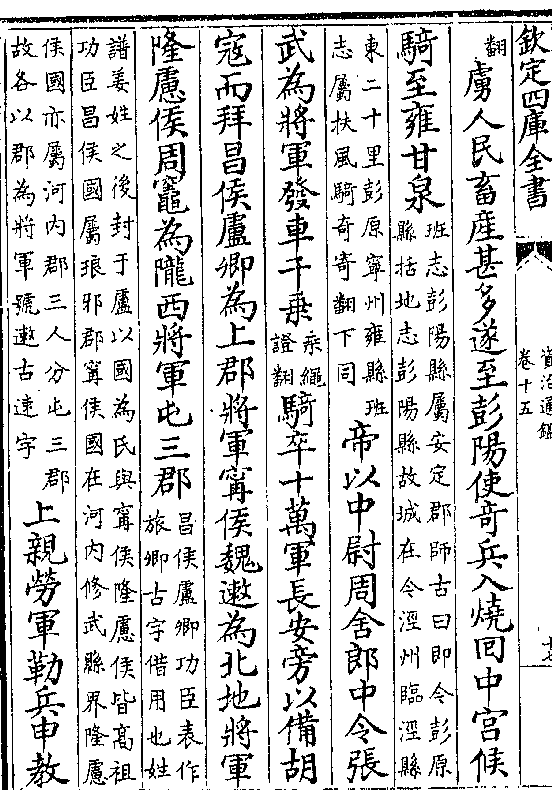 欽定四庫全書
資治通鑑
卷十五
翻
虜人民畜産甚多遂至彭陽使奇兵入燒回中宮候
騎至雍甘泉
班志彭陽縣屬安定郡師古曰即今彭原
縣括地志彭陽縣故城在今涇州臨涇縣
東二十里彭原寧州雍縣班
志屬扶風騎奇寄翻下同
帝以中尉周舍郎中令張
武為將軍發車千乘
乘繩
證翻
騎卒十萬軍長安旁以備胡
寇而拜昌侯盧卿為上郡將軍甯侯魏遬為北地將軍
隆慮侯周竈為隴西將軍屯三郡
昌侯盧卿功臣表作
旅卿古字借用也姓
譜姜姓之後封于盧以國為氏與甯侯隆慮侯皆髙祖
功臣昌侯國屬琅邪郡甯侯國在河内修武縣界隆慮
侯國亦屬河内郡三人分屯三郡
故各以郡為將軍號遬古速字
上親勞軍勒兵申教